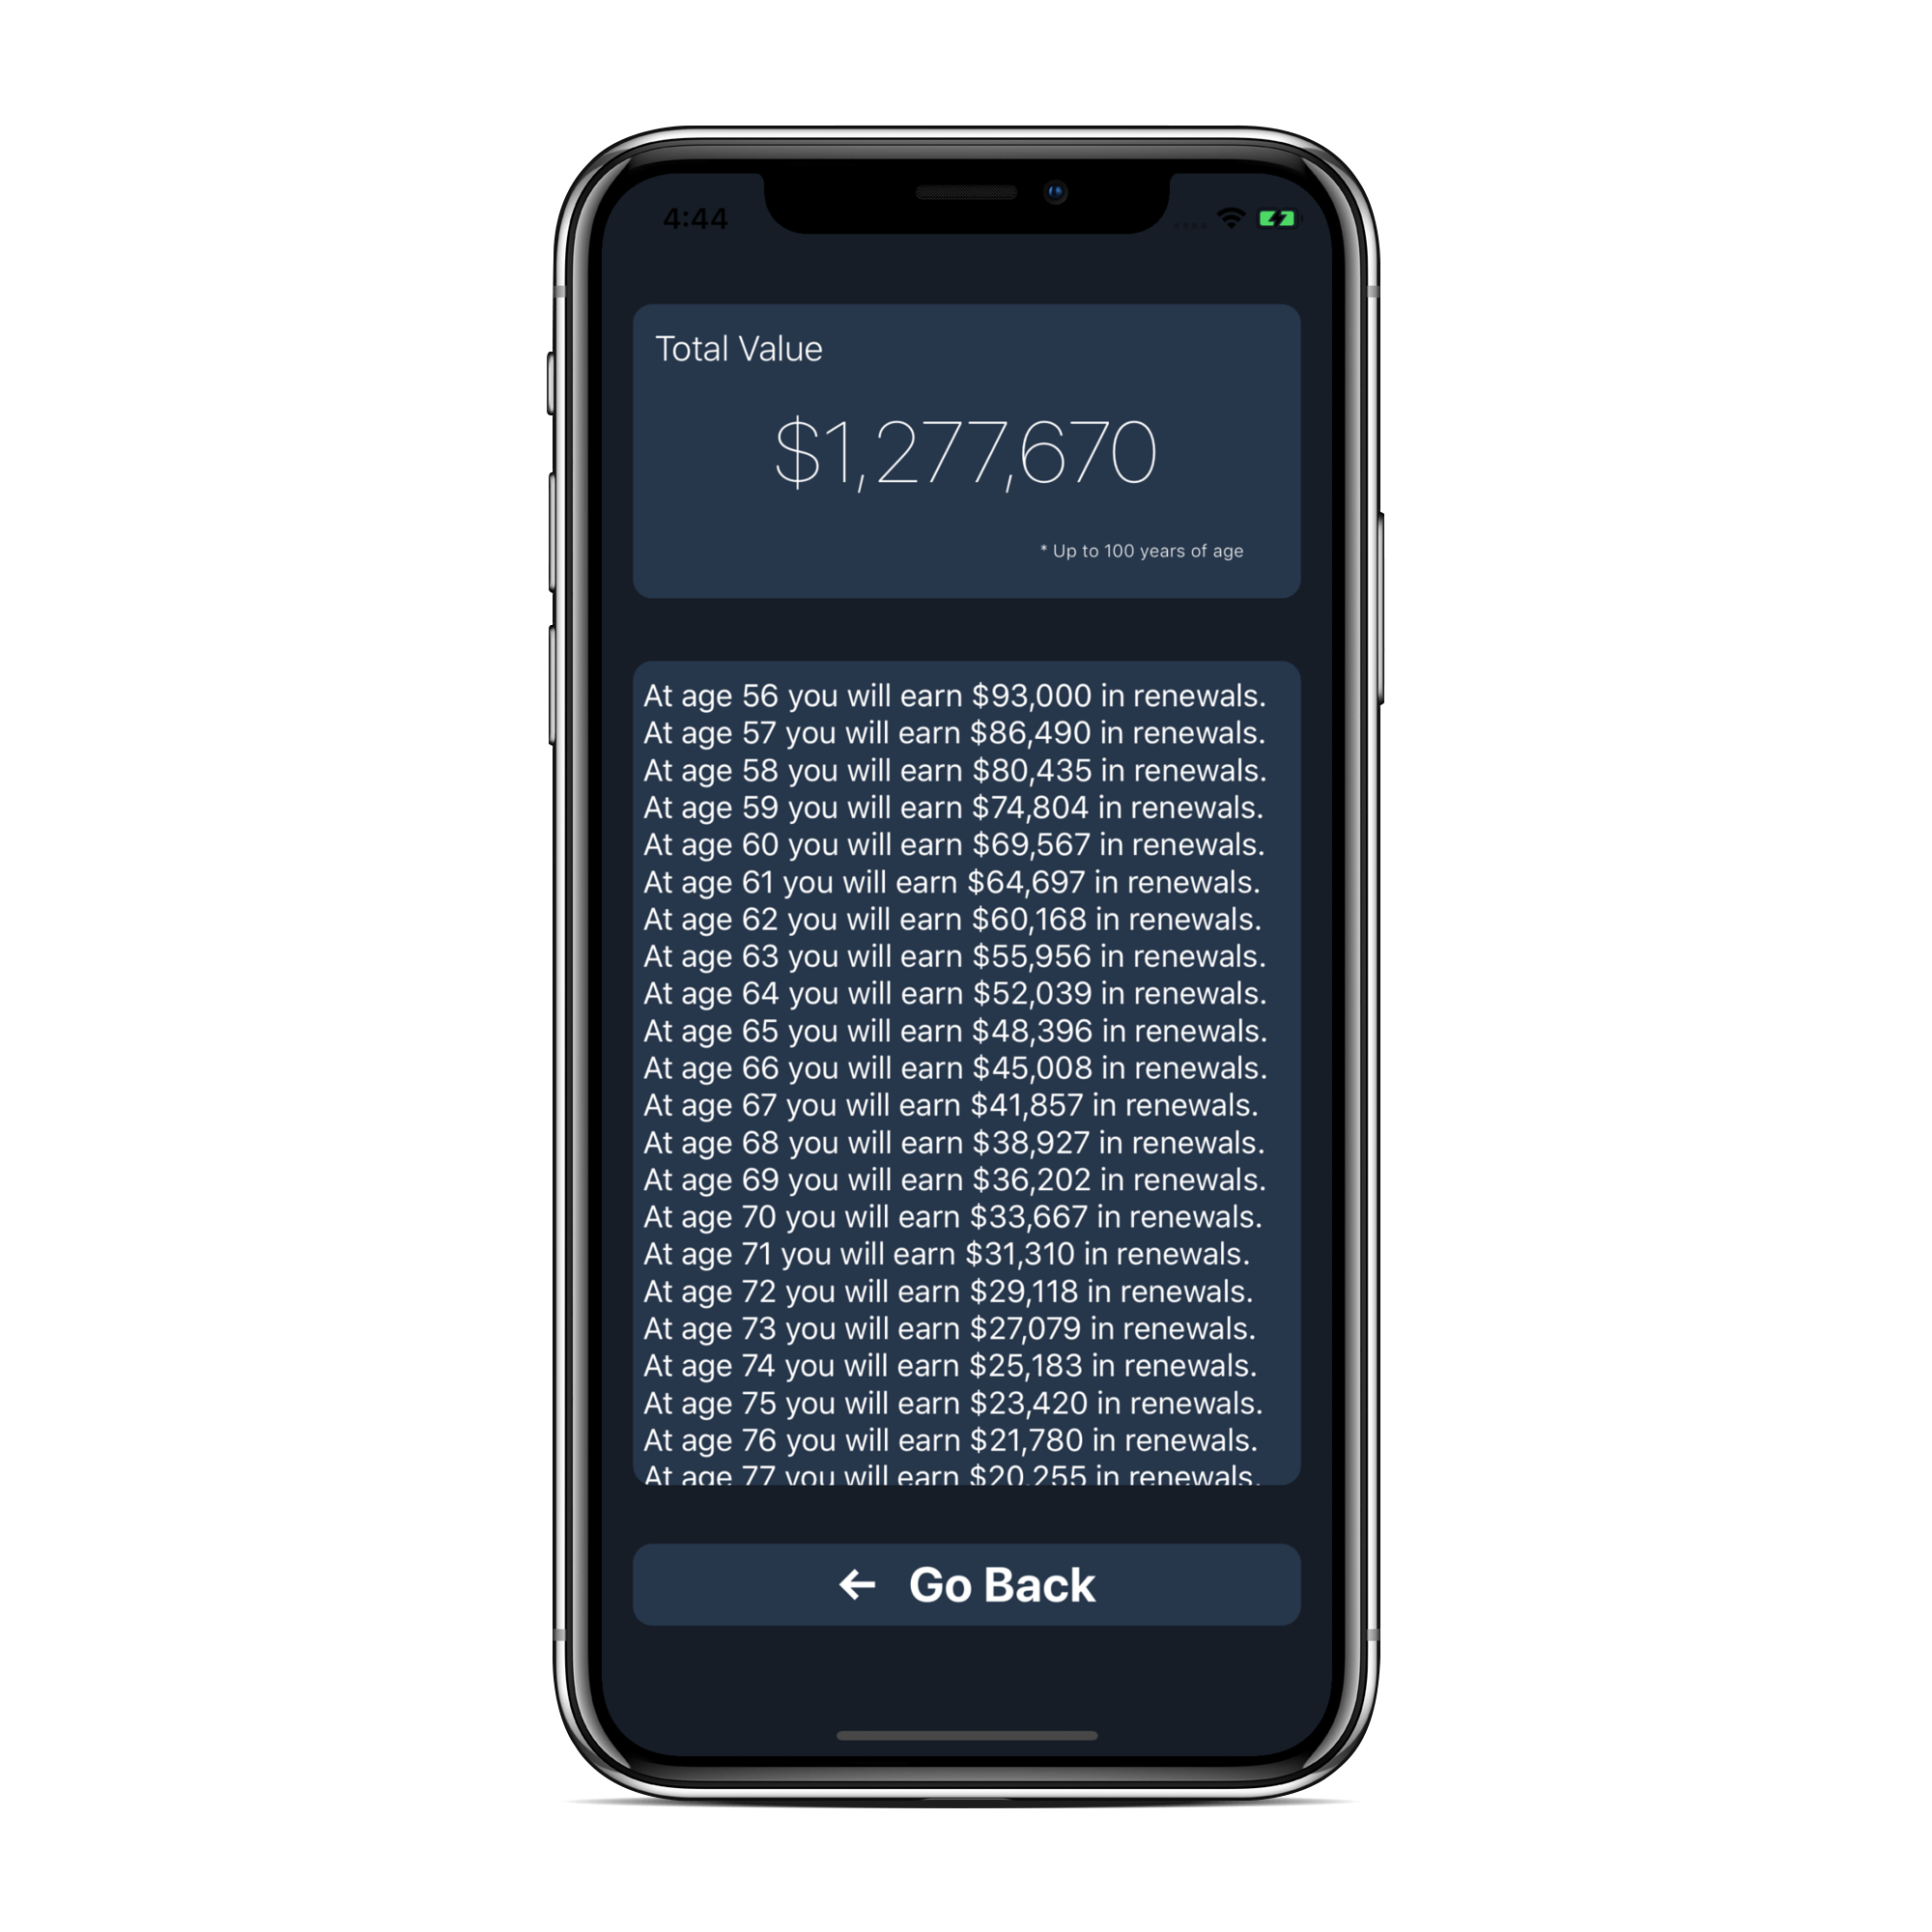 4:44
Total Value
$1,277,670
* Up to 100 years of age
At age 56 you will earn $93,000 in renewals.
At age 57 you will earn $86,490 in renewals.
At age 58 you will earn $80,435 in renewals.
At age 59 you will earn $74,804 in renewals.
At age 60 you will earn $69,567 in renewals.
At age 61 you will earn $64,697 in renewals.
At age 62 you will earn $60,168 in renewals.
At age 63 you will earn $55,956 in renewals.
At age 64 you will earn $52,039 in renewals.
At age 65 you will earn $48,396 in renewals.
At age 66 you will earn $45,008 in renewals.
At age 67 you will earn $41,857 in renewals.
At age 68 you will earn $38,927 in renewals.
At age 69 you will earn $36,202 in renewals.
At age 70 you will earn $33,667 in renewals.
At age 71 you will earn $31,310 in renewals.
At age 72 you will earn $29,118 in renewals.
At age 73 you will earn $27,079 in renewals.
At age 74 you will earn $25,183 in renewals.
At age 75 you will earn $23,420 in renewals.
At age 76 you will earn $21,780 in renewals.
At age 77 you will earn $20,255 in renewals.
← Go Back